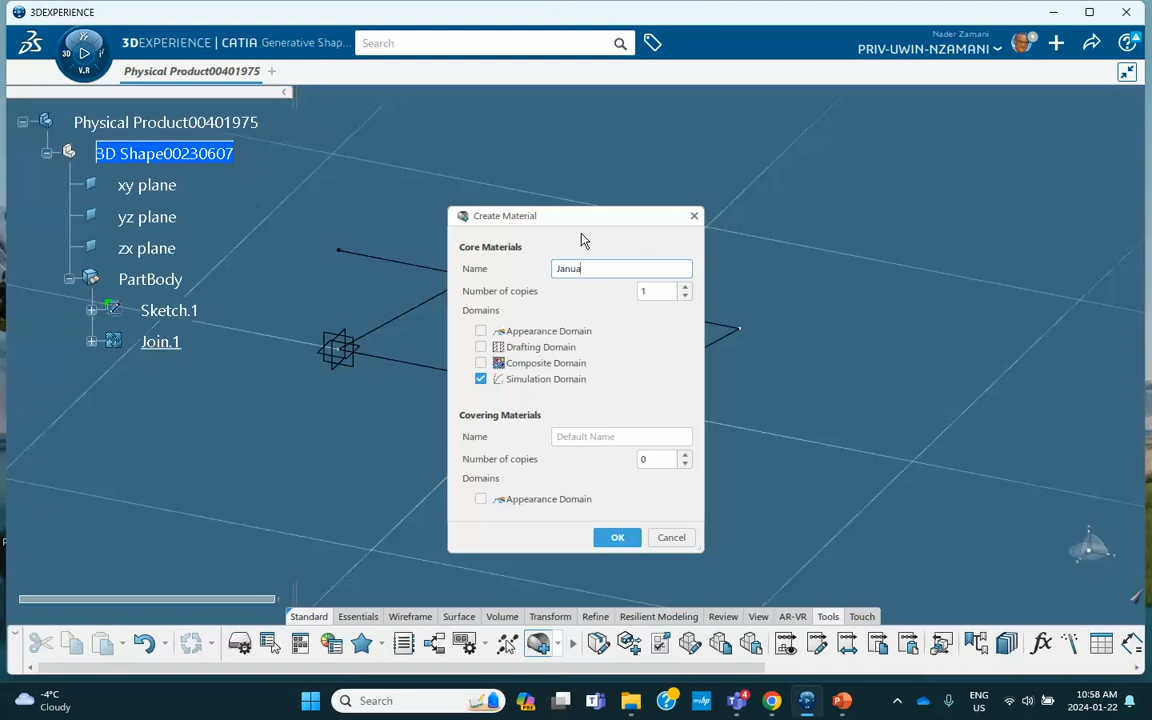 3DEXPERIENCE
3DEXPERIENCE | CATIA Generative Shap...
Search
Nader Zamani
PRIV-UWIN-NZAMANI
3D
V.R
Physical Product00401975
Physical Product00401975
3D Shape00230607
xy plane
yz plane
zx plane
PartBody
Sketch.1
Join.1
Create Material
Core Materials
Name Janua
Number of copies 1
Domains
Appearance Domain
Drafting Domain
Composite Domain
Simulation Domain
Covering Materials
Name Default Name
Number of copies 0
Domains
Appearance Domain
OK Cancel
Standard Essentials Wireframe Surface Volume Transform Refine Resilient Modeling Review View AR-VR Tools Touch
-4°C
Cloudy
Search
4
ENG
US
10:58 AM
2024-01-22